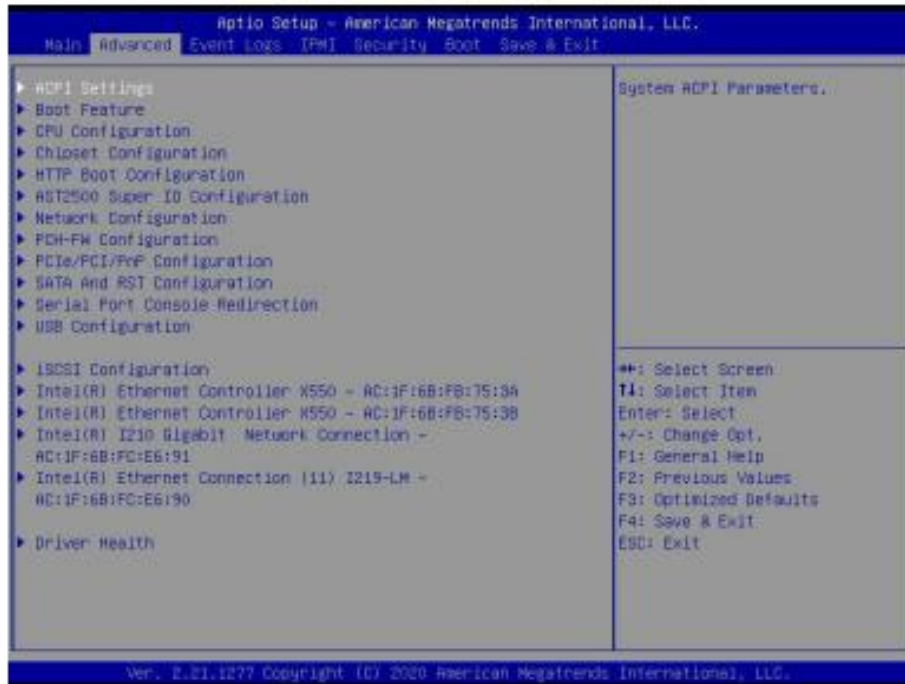 Aptio Setup – American Megatrends International, LLC.
Main Advanced Event Logs IPMI Security Boot Save & Exit
ACPI Settings
Boot Feature
CPU Configuration
Chipset Configuration
HTTP Boot Configuration
AST2500 Super IO Configuration
Network Configuration
PCH-FW Configuration
PCIe/PCI/PnP Configuration
SATA And RST Configuration
Serial Port Console Redirection
USB Configuration
iSCSI Configuration
Intel(R) Ethernet Controller X550 – AC:1F:6B:FB:75:3A
Intel(R) Ethernet Controller X550 – AC:1F:6B:FB:75:3B
Intel(R) I210 Gigabit Network Connection –
AC:1F:6B:FC:E6:91
Intel(R) Ethernet Connection (11) I219-LM –
AC:1F:6B:FC:E6:90
Driver Health
System ACPI Parameters.
→←: Select Screen
↑↓: Select Item
Enter: Select
+/-: Change Opt.
F1: General Help
F2: Previous Values
F3: Optimized Defaults
F4: Save & Exit
ESC: Exit
Ver. 2.21.1277 Copyright (C) 2020 American Megatrends International, LLC.